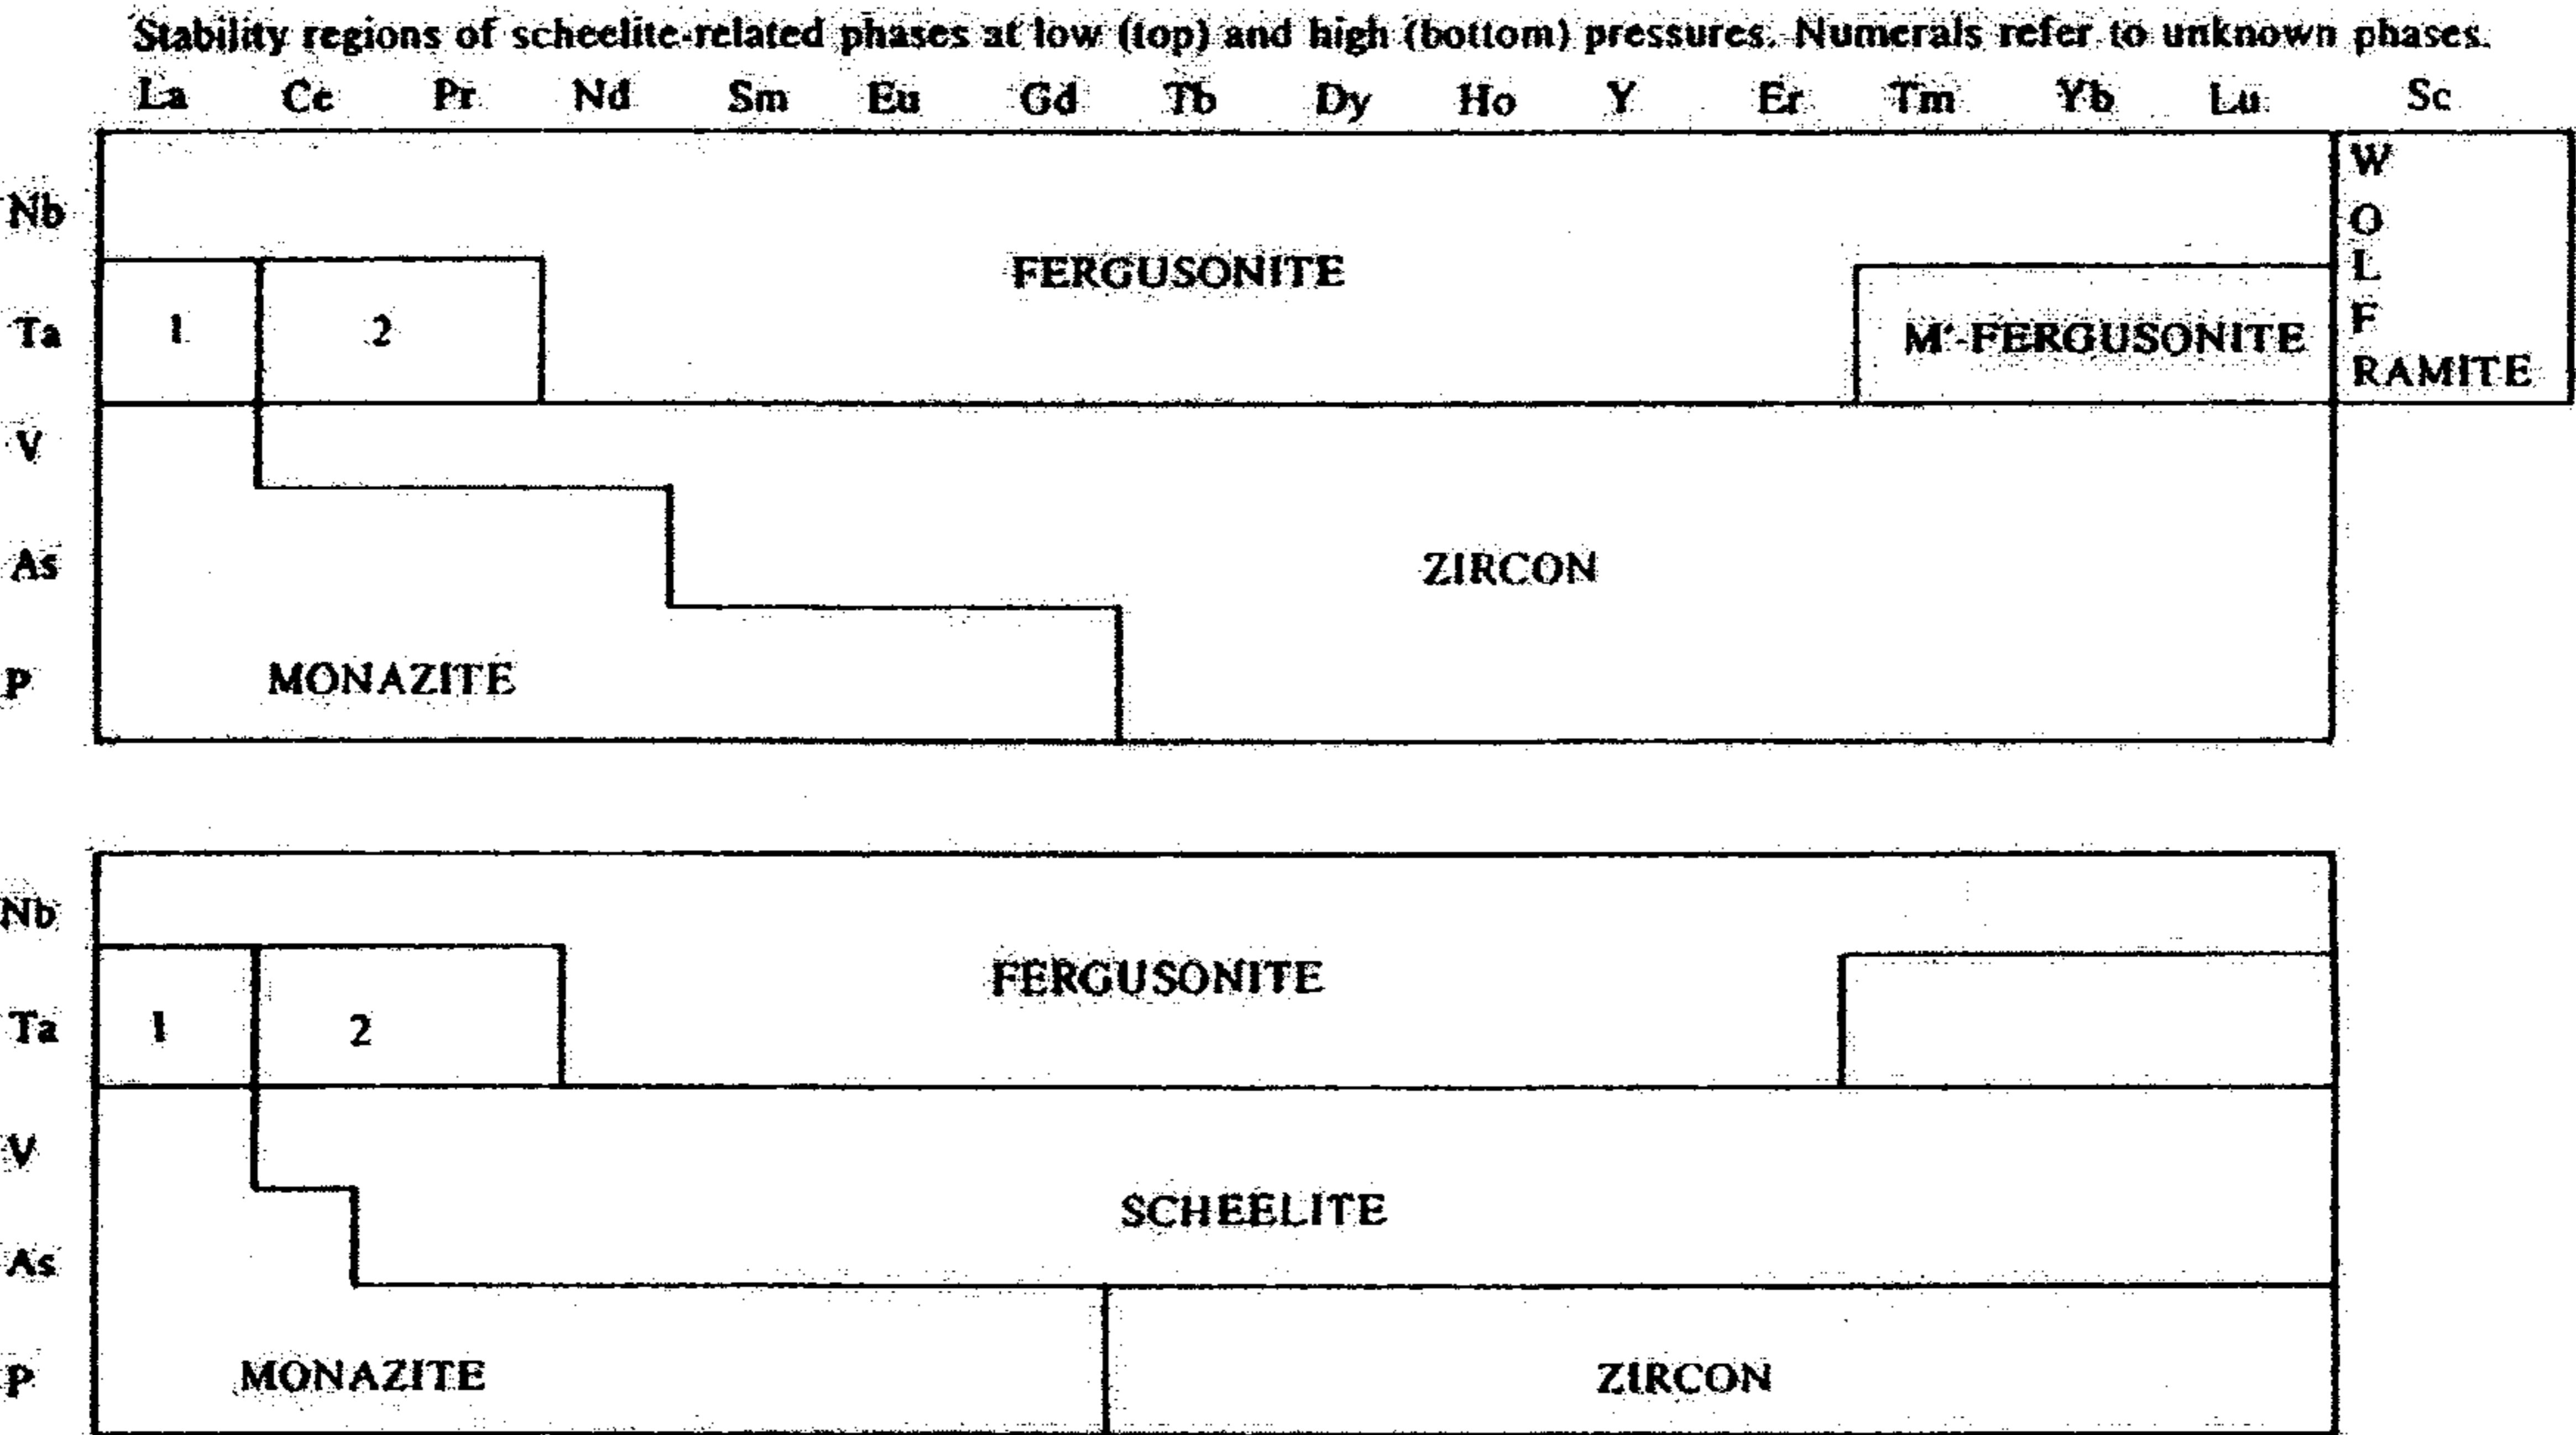 Stability regions of scheelite-related phases at low (top) and high (bottom) pressures. Numerals refer to unknown phases.
La Ce Pr Nd Sm Eu Gd Tb Dy Ho Y Er Tm Yb Lu Sc
W
Nb
O
FERGUSONITE
L
F
Ta 1 2 M'-FERGUSONITE
RAMITE
V
As ZIRCON
P MONAZITE
Nb
FERGUSONITE
Ta 1 2
V
SCHEELITE
As
P MONAZITE ZIRCON